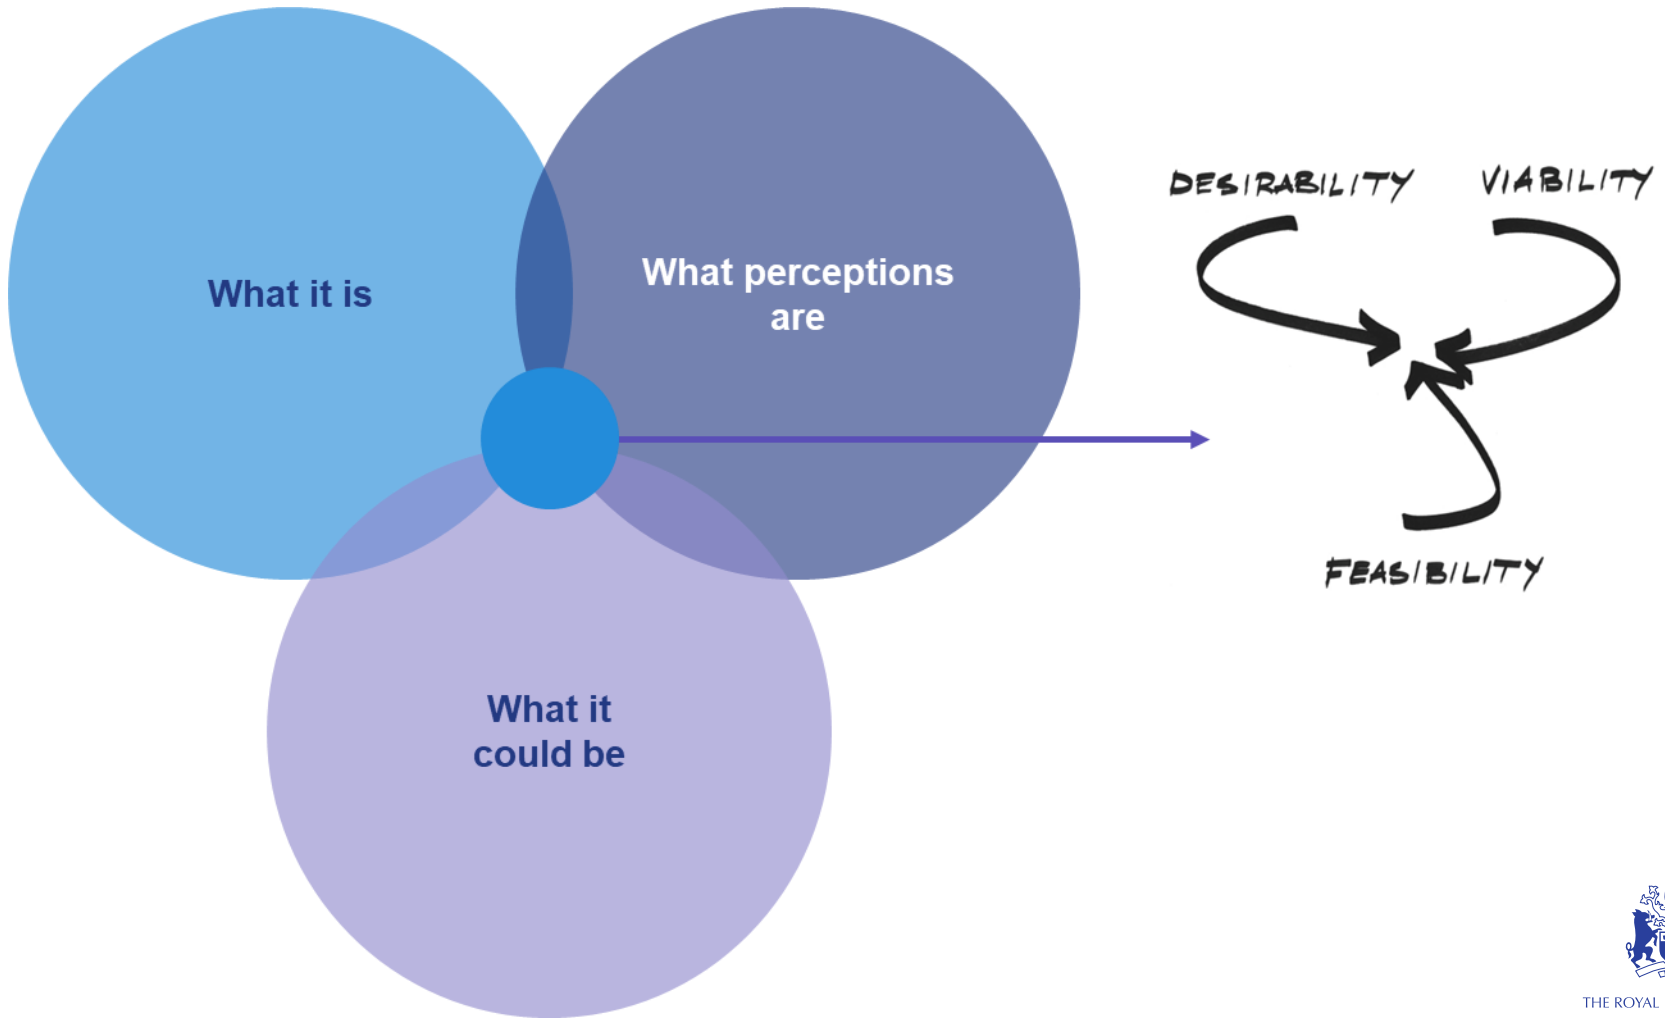 What it is
What perceptions
are
What it
could be
DESIRABILITY
VIABILITY
FEASIBILITY
THE ROYAL